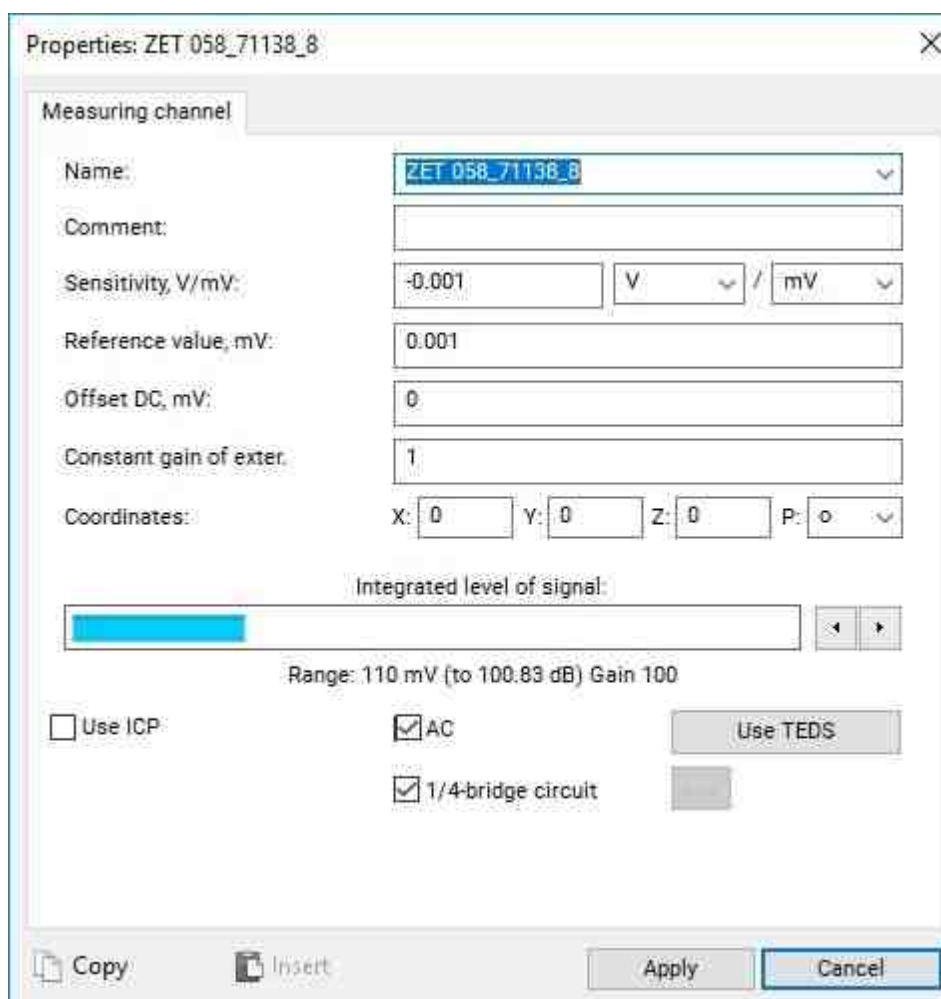 Properties: ZET 058_71138_8
Measuring channel
Name: ZET 058_71138_8
Comment:
Sensitivity, V/mV: -0.001 V / mV
Reference value, mV: 0.001
Offset DC, mV: 0
Constant gain of exter. 1
Coordinates: X: 0 Y: 0 Z: 0 P: o
Integrated level of signal:
Range: 110 mV (to 100.83 dB) Gain 100
Use ICP AC Use TEDS
1/4-bridge circuit
Copy Insert Apply Cancel